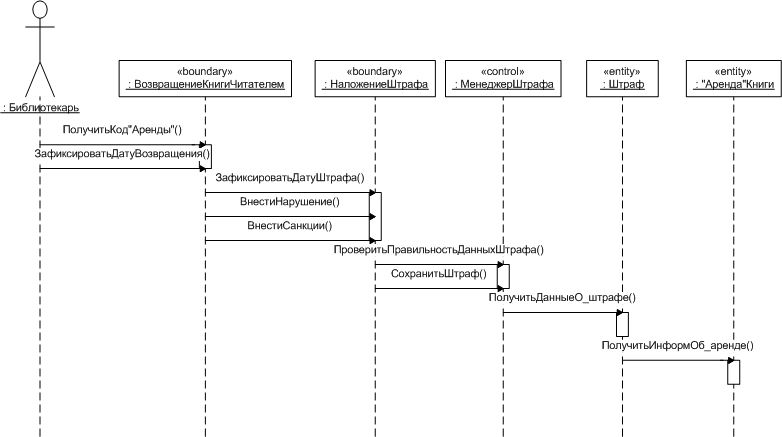 «boundary»
: ВозвращениеКнигиЧитателем
«boundary»
: НаложениеШтрафа
«control»
: МенеджерШтрафа
«entity»
: Штраф
«entity»
: "Аренда"Книги
: Библиотекарь
ПолучитьКод"Аренды"()
ЗафиксироватьДатуВозвращения()
ЗафиксироватьДатуШтрафа()
ВнестиНарушение()
ВнестиСанкции()
ПроверитьПравильностьДанныхШтрафа()
СохранитьШтраф()
ПолучитьДанныеО_штрафе()
ПолучитьИнформОб_аренде()